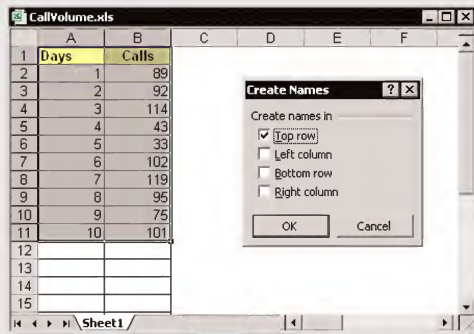 CallVolume.xls
A B C D E F
1 Days Calls
2 1 89
3 2 92
4 3 114
5 4 43
6 5 33
7 6 102
8 7 119
9 8 95
10 9 75
11 10 101
12
13
14
15
Sheet1
Create Names
Create names in
Top row
Left column
Bottom row
Right column
OK Cancel